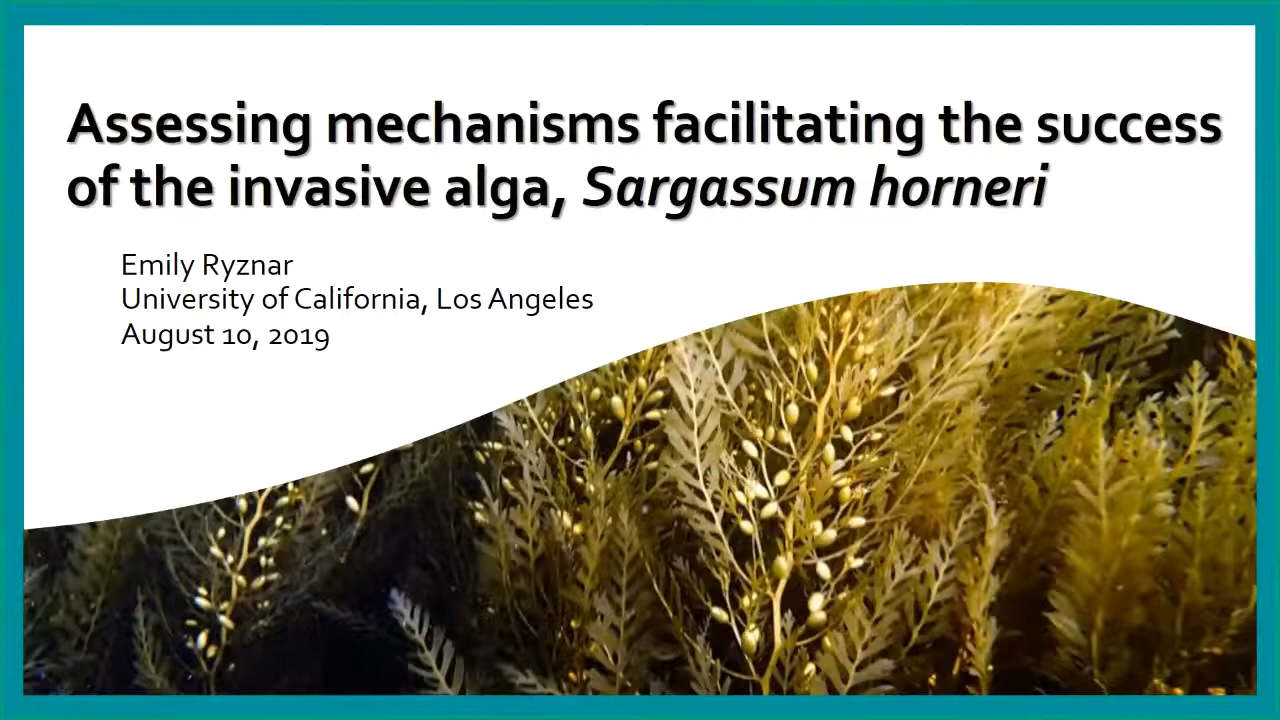 Assessing mechanisms facilitating the success
of the invasive alga, Sargassum horneri
Emily Ryznar
University of California, Los Angeles
August 10, 2019